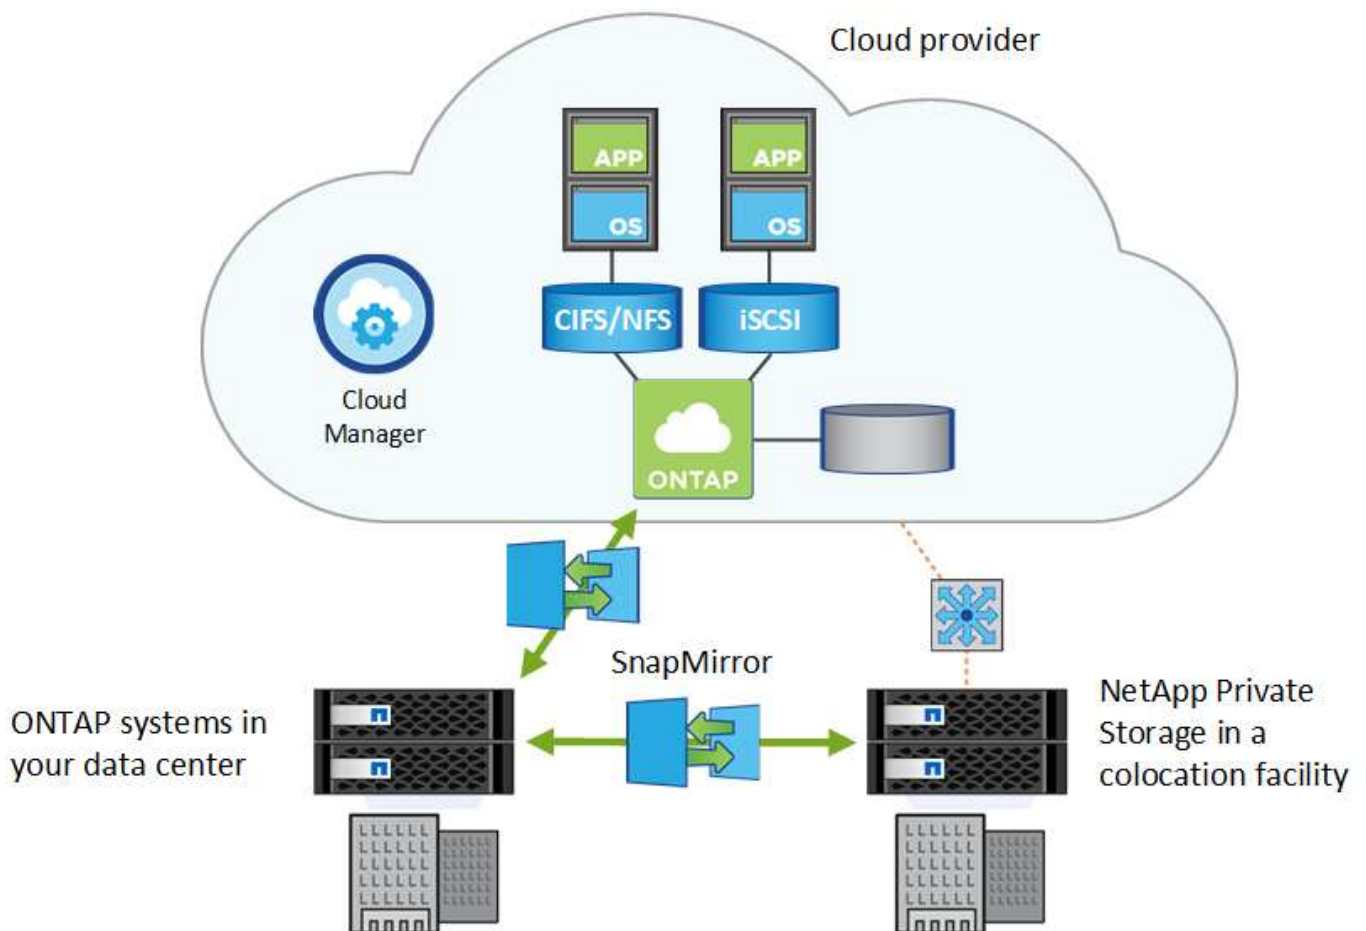 Cloud provider
APP
APP
OS
OS
CIFS/NFS
iSCSI
Cloud
Manager
ONTAP
SnapMirror
ONTAP systems in
your data center
NetApp Private
Storage in a
colocation facility